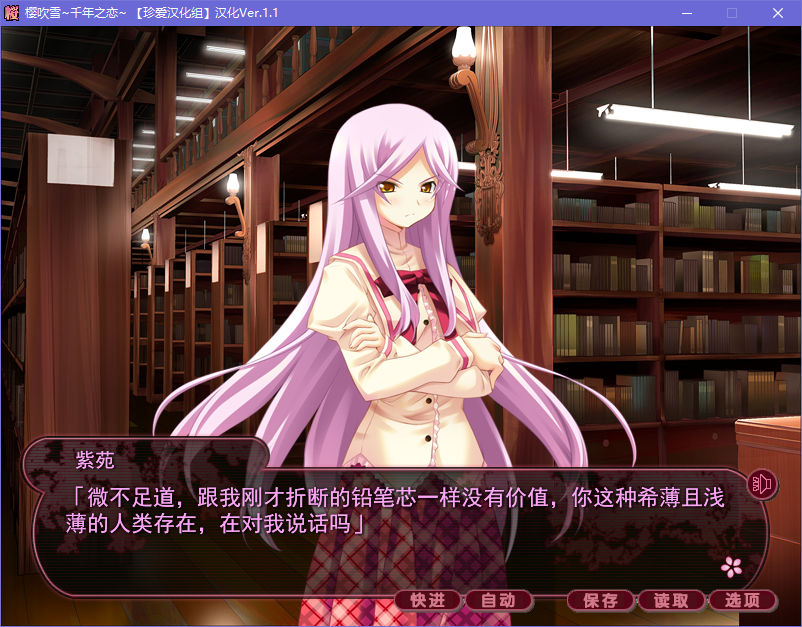 樱吹雪~千年之恋~ 【珍爱汉化组】汉化Ver.1.1
紫苑
「微不足道，跟我刚才折断的铅笔芯一样没有价值，你这种希薄且浅
薄的人类存在，在对我说话吗」
快进 自动 保存 读取 选项